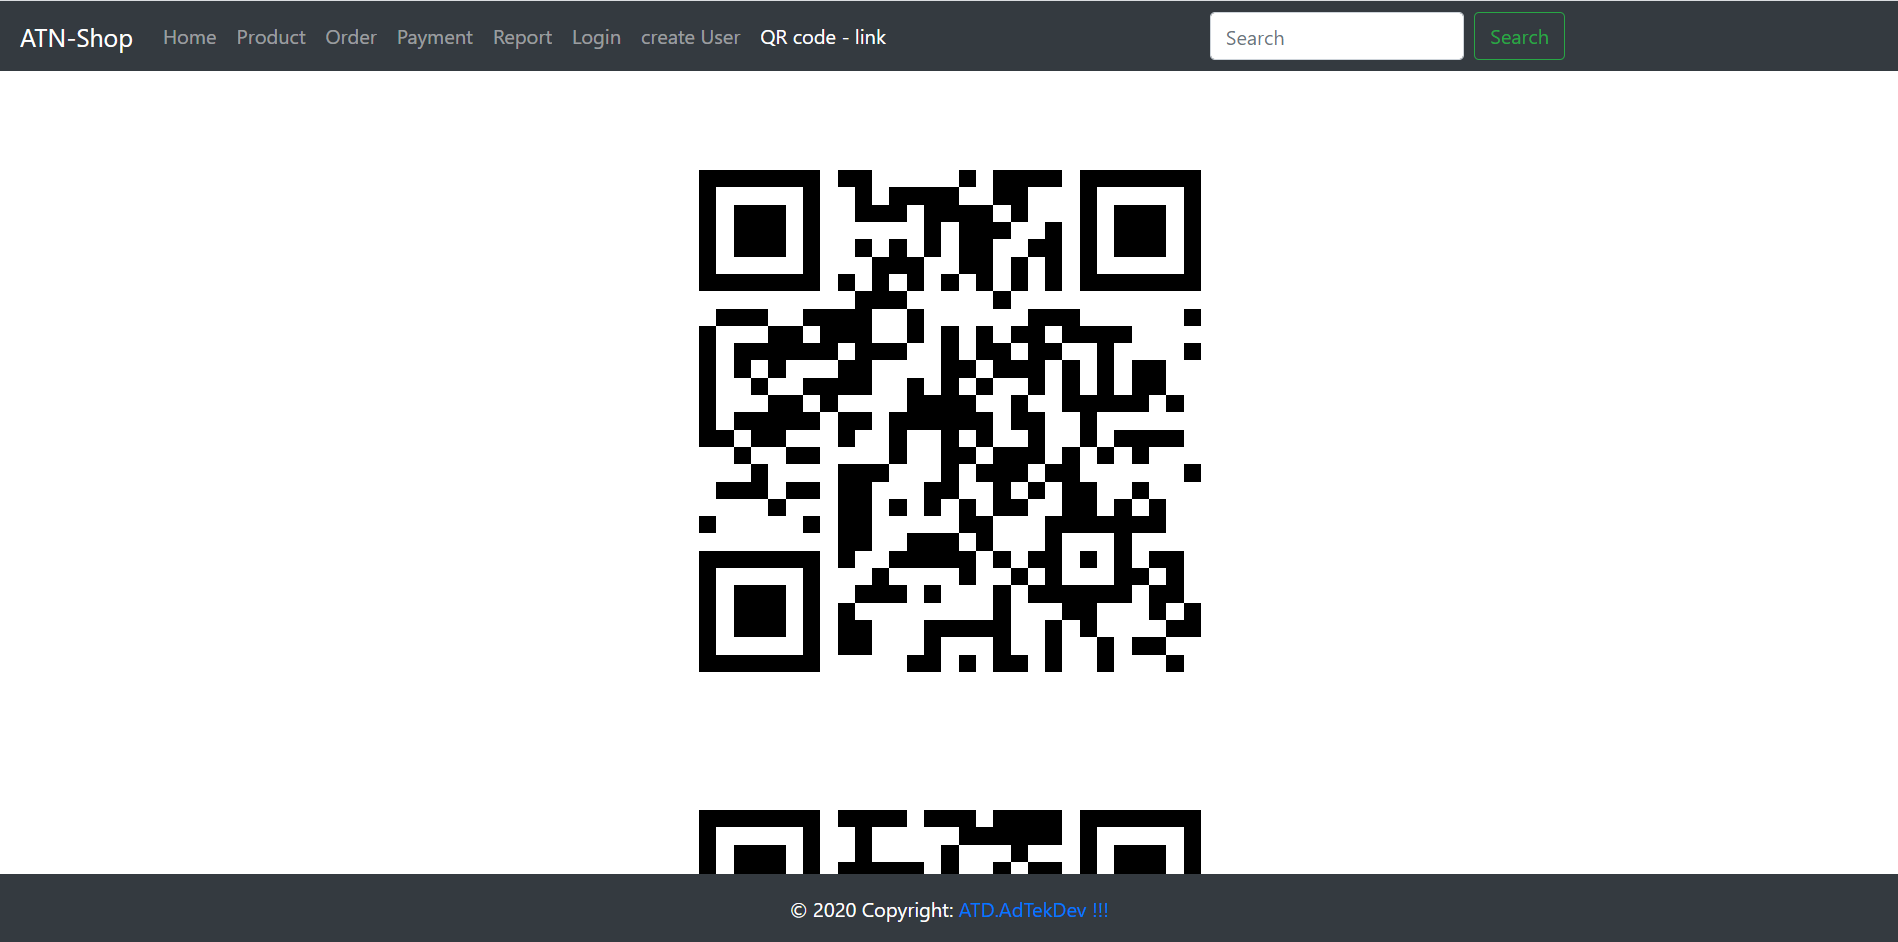 ATN-Shop Home Product Order Payment Report Login create User QR code - link Search Search
© 2020 Copyright: ATD.AdTekDev !!!